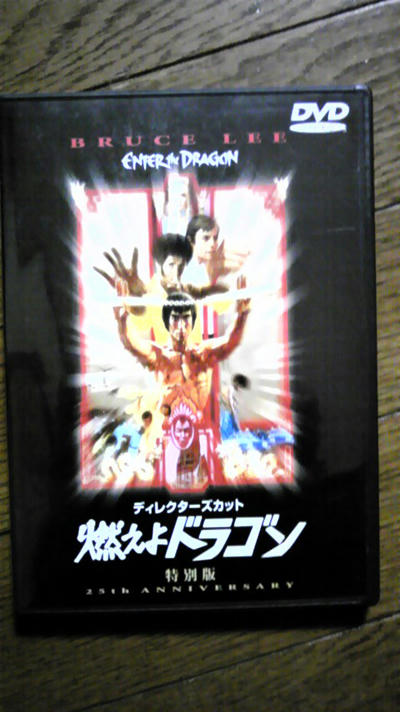 DVD
BRUCE LEE
ENTER the DRAGON
ディレクターズカット
燃えよドラゴン
特別版
25th ANNIVERSARY